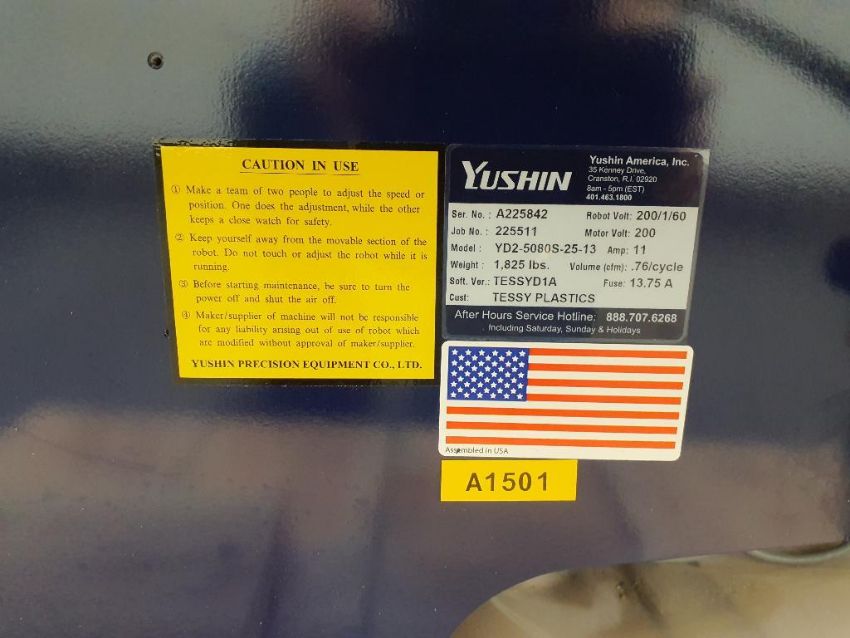 CAUTION IN USE
① Make a team of two people to adjust the speed or
position. One does the adjustment, while the other
keeps a close watch for safety.
② Keep yourself away from the movable section of the
robot. Do not touch or adjust the robot while it is
running.
③ Before starting maintenance, be sure to turn the
power off and shut the air off.
④ Maker/supplier of machine will not be responsible
for any liability arising out of use of robot which
are modified without approval of maker/supplier.
YUSHIN PRECISION EQUIPMENT CO., LTD.
YUSHIN
Yushin America, Inc.
35 Kenney Drive,
Cranston, R.I. 02920
8am - 5pm (EST)
401.463.1800
Ser. No. : A225842 Robot Volt: 200/1/60
Job No. : 225511 Motor Volt: 200
Model : YD2-5080S-25-13 Amp: 11
Weight : 1,825 lbs. Volume (cfm): .76/cycle
Soft. Ver.: TESSYD1A Fuse: 13.75 A
Cust: TESSY PLASTICS
After Hours Service Hotline: 888.707.6268
Including Saturday, Sunday & Holidays
Assembled in USA
A1501